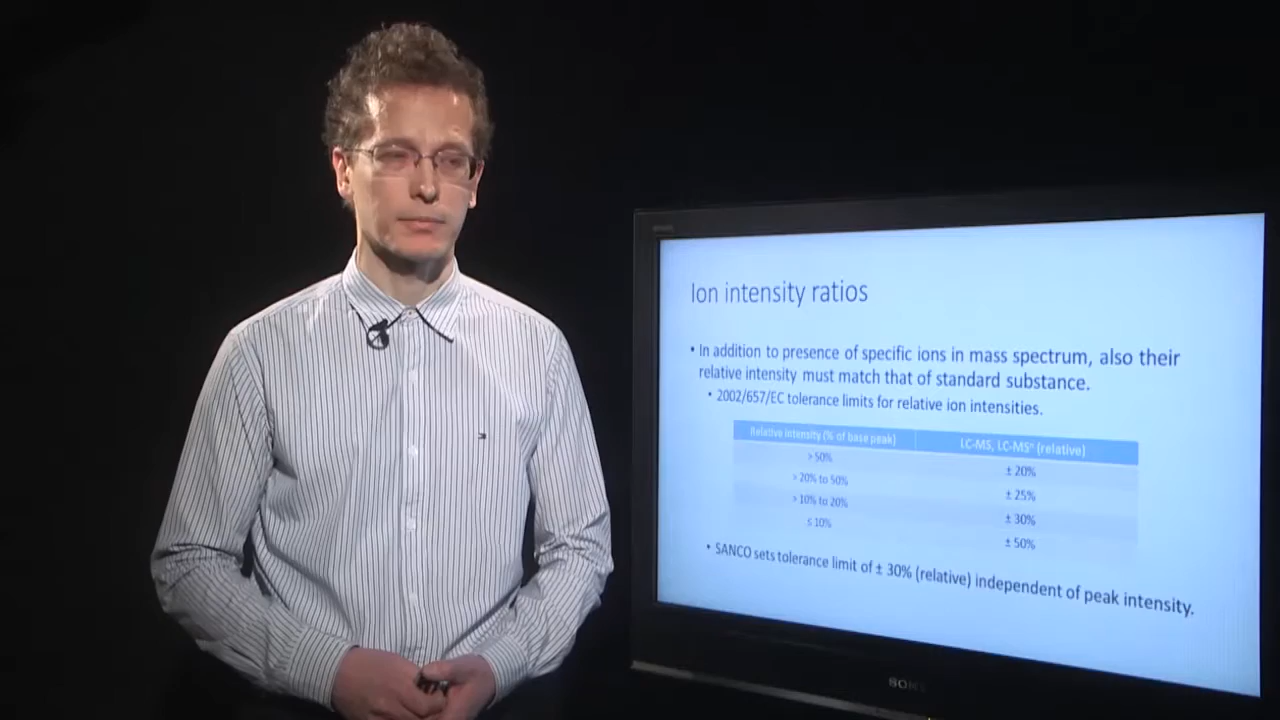 Ion intensity ratios
• In addition to presence of specific ions in mass spectrum, also their
relative intensity must match that of standard substance.
• 2002/657/EC tolerance limits for relative ion intensities.
Relative intensity (% of base peak) LC-MS, LC-MSⁿ (relative)
> 50% ± 20%
> 20% to 50% ± 25%
> 10% to 20% ± 30%
≤ 10% ± 50%
• SANCO sets tolerance limit of ± 30% (relative) independent of peak intensity.
SONY